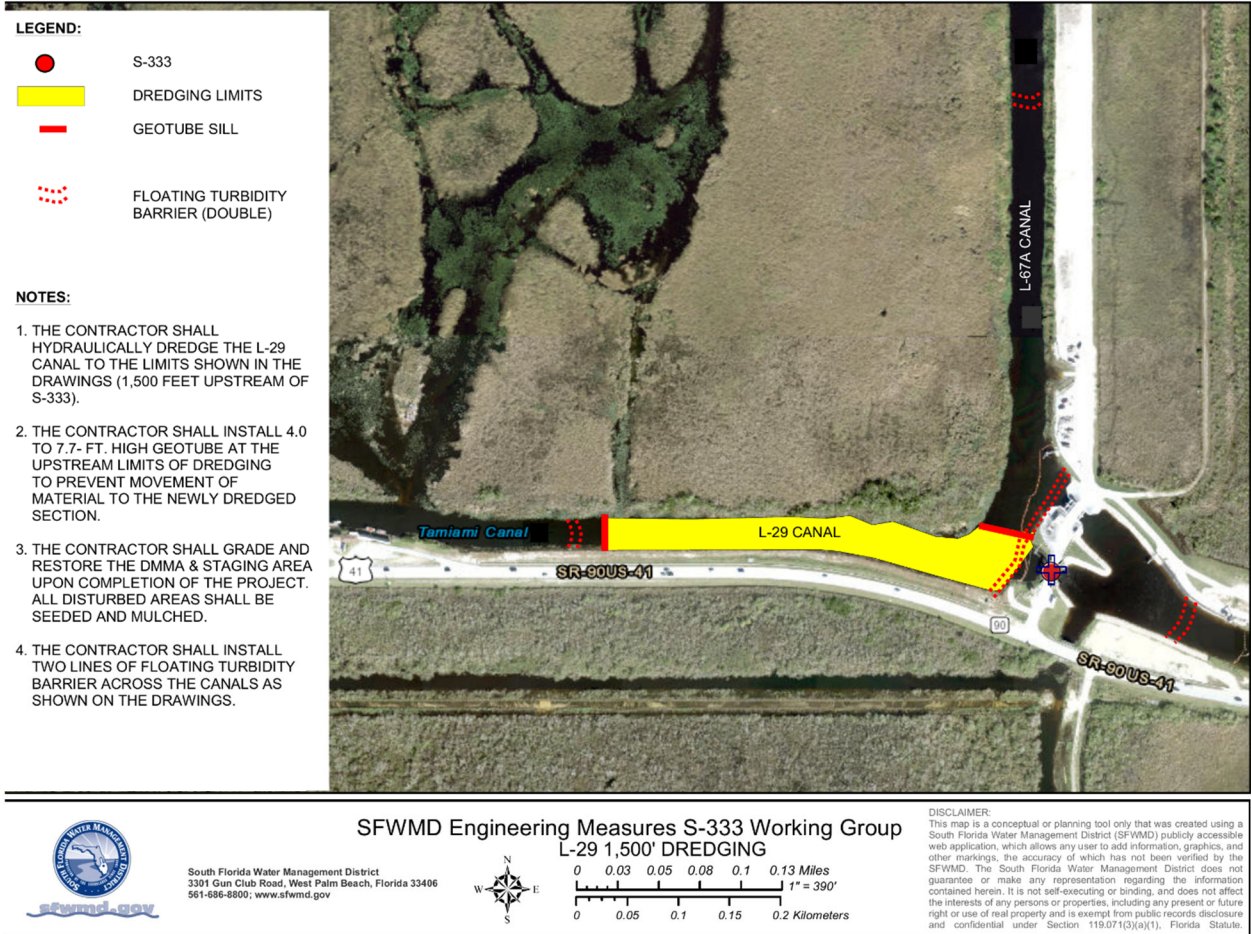 LEGEND:
S-333
DREDGING LIMITS
GEOTUBE SILL
FLOATING TURBIDITY
BARRIER (DOUBLE)
NOTES:
1. THE CONTRACTOR SHALL
HYDRAULICALLY DREDGE THE L-29
CANAL TO THE LIMITS SHOWN IN THE
DRAWINGS (1,500 FEET UPSTREAM OF
S-333).
2. THE CONTRACTOR SHALL INSTALL 4.0
TO 7.7- FT. HIGH GEOTUBE AT THE
UPSTREAM LIMITS OF DREDGING
TO PREVENT MOVEMENT OF
MATERIAL TO THE NEWLY DREDGED
SECTION.
3. THE CONTRACTOR SHALL GRADE AND
RESTORE THE DMMA & STAGING AREA
UPON COMPLETION OF THE PROJECT.
ALL DISTURBED AREAS SHALL BE
SEEDED AND MULCHED.
4. THE CONTRACTOR SHALL INSTALL
TWO LINES OF FLOATING TURBIDITY
BARRIER ACROSS THE CANALS AS
SHOWN ON THE DRAWINGS.
L-67A CANAL
Tamiami Canal
L-29 CANAL
41
SR-90US-41
90
SR-90 US-41
SOUTH FLORIDA WATER MANAGEMENT DISTRICT
sfwmd.gov
South Florida Water Management District
3301 Gun Club Road, West Palm Beach, Florida 33406
561-686-8800; www.sfwmd.gov
SFWMD Engineering Measures S-333 Working Group
L-29 1,500' DREDGING
N
W E
S
0 0.03 0.05 0.08 0.1 0.13 Miles
1" = 390'
0 0.05 0.1 0.15 0.2 Kilometers
DISCLAIMER:
This map is a conceptual or planning tool only that was created using a
South Florida Water Management District (SFWMD) publicly accessible
web application, which allows any user to add information, graphics, and
other markings, the accuracy of which has not been verified by the
SFWMD. The South Florida Water Management District does not
guarantee or make any representation regarding the information
contained herein. It is not self-executing or binding, and does not affect
the interests of any persons or properties, including any present or future
right or use of real property and is exempt from public records disclosure
and confidential under Section 119.071(3)(a)(1), Florida Statute.